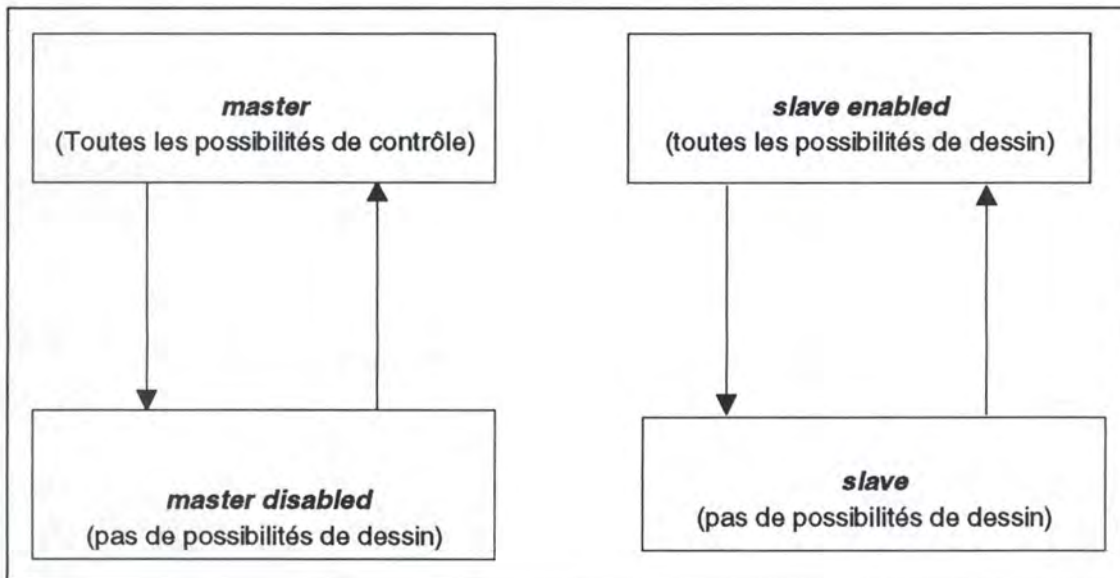 master
(Toutes les possibilités de contrôle)
slave enabled
(toutes les possibilités de dessin)
master disabled
(pas de possibilités de dessin)
slave
(pas de possibilités de dessin)